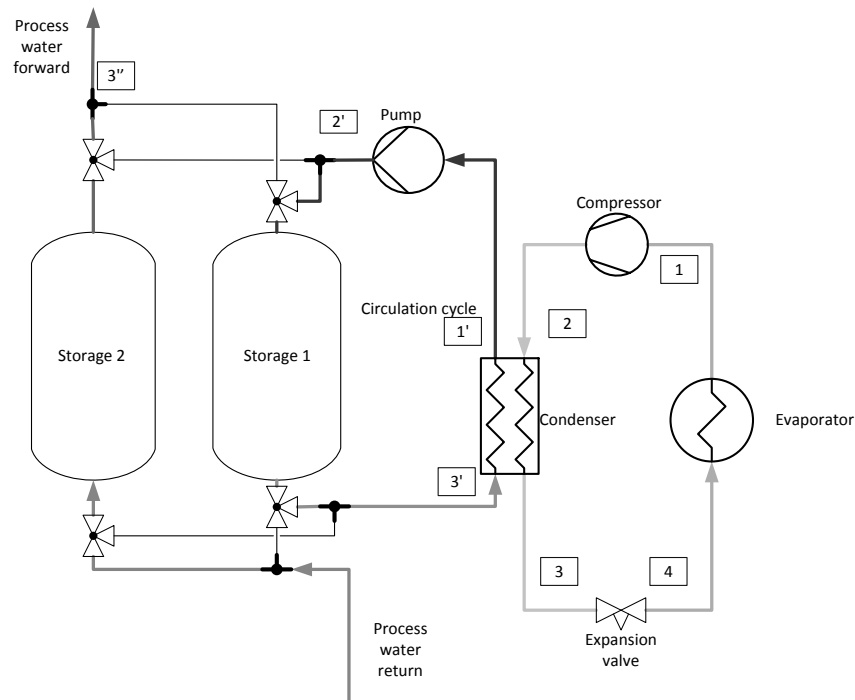 Process
water
forward
3''
2'
Pump
Compressor
1
Circulation cycle
1'
2
Storage 2
Storage 1
Condenser
Evaporator
3'
3
4
Expansion
valve
Process
water
return